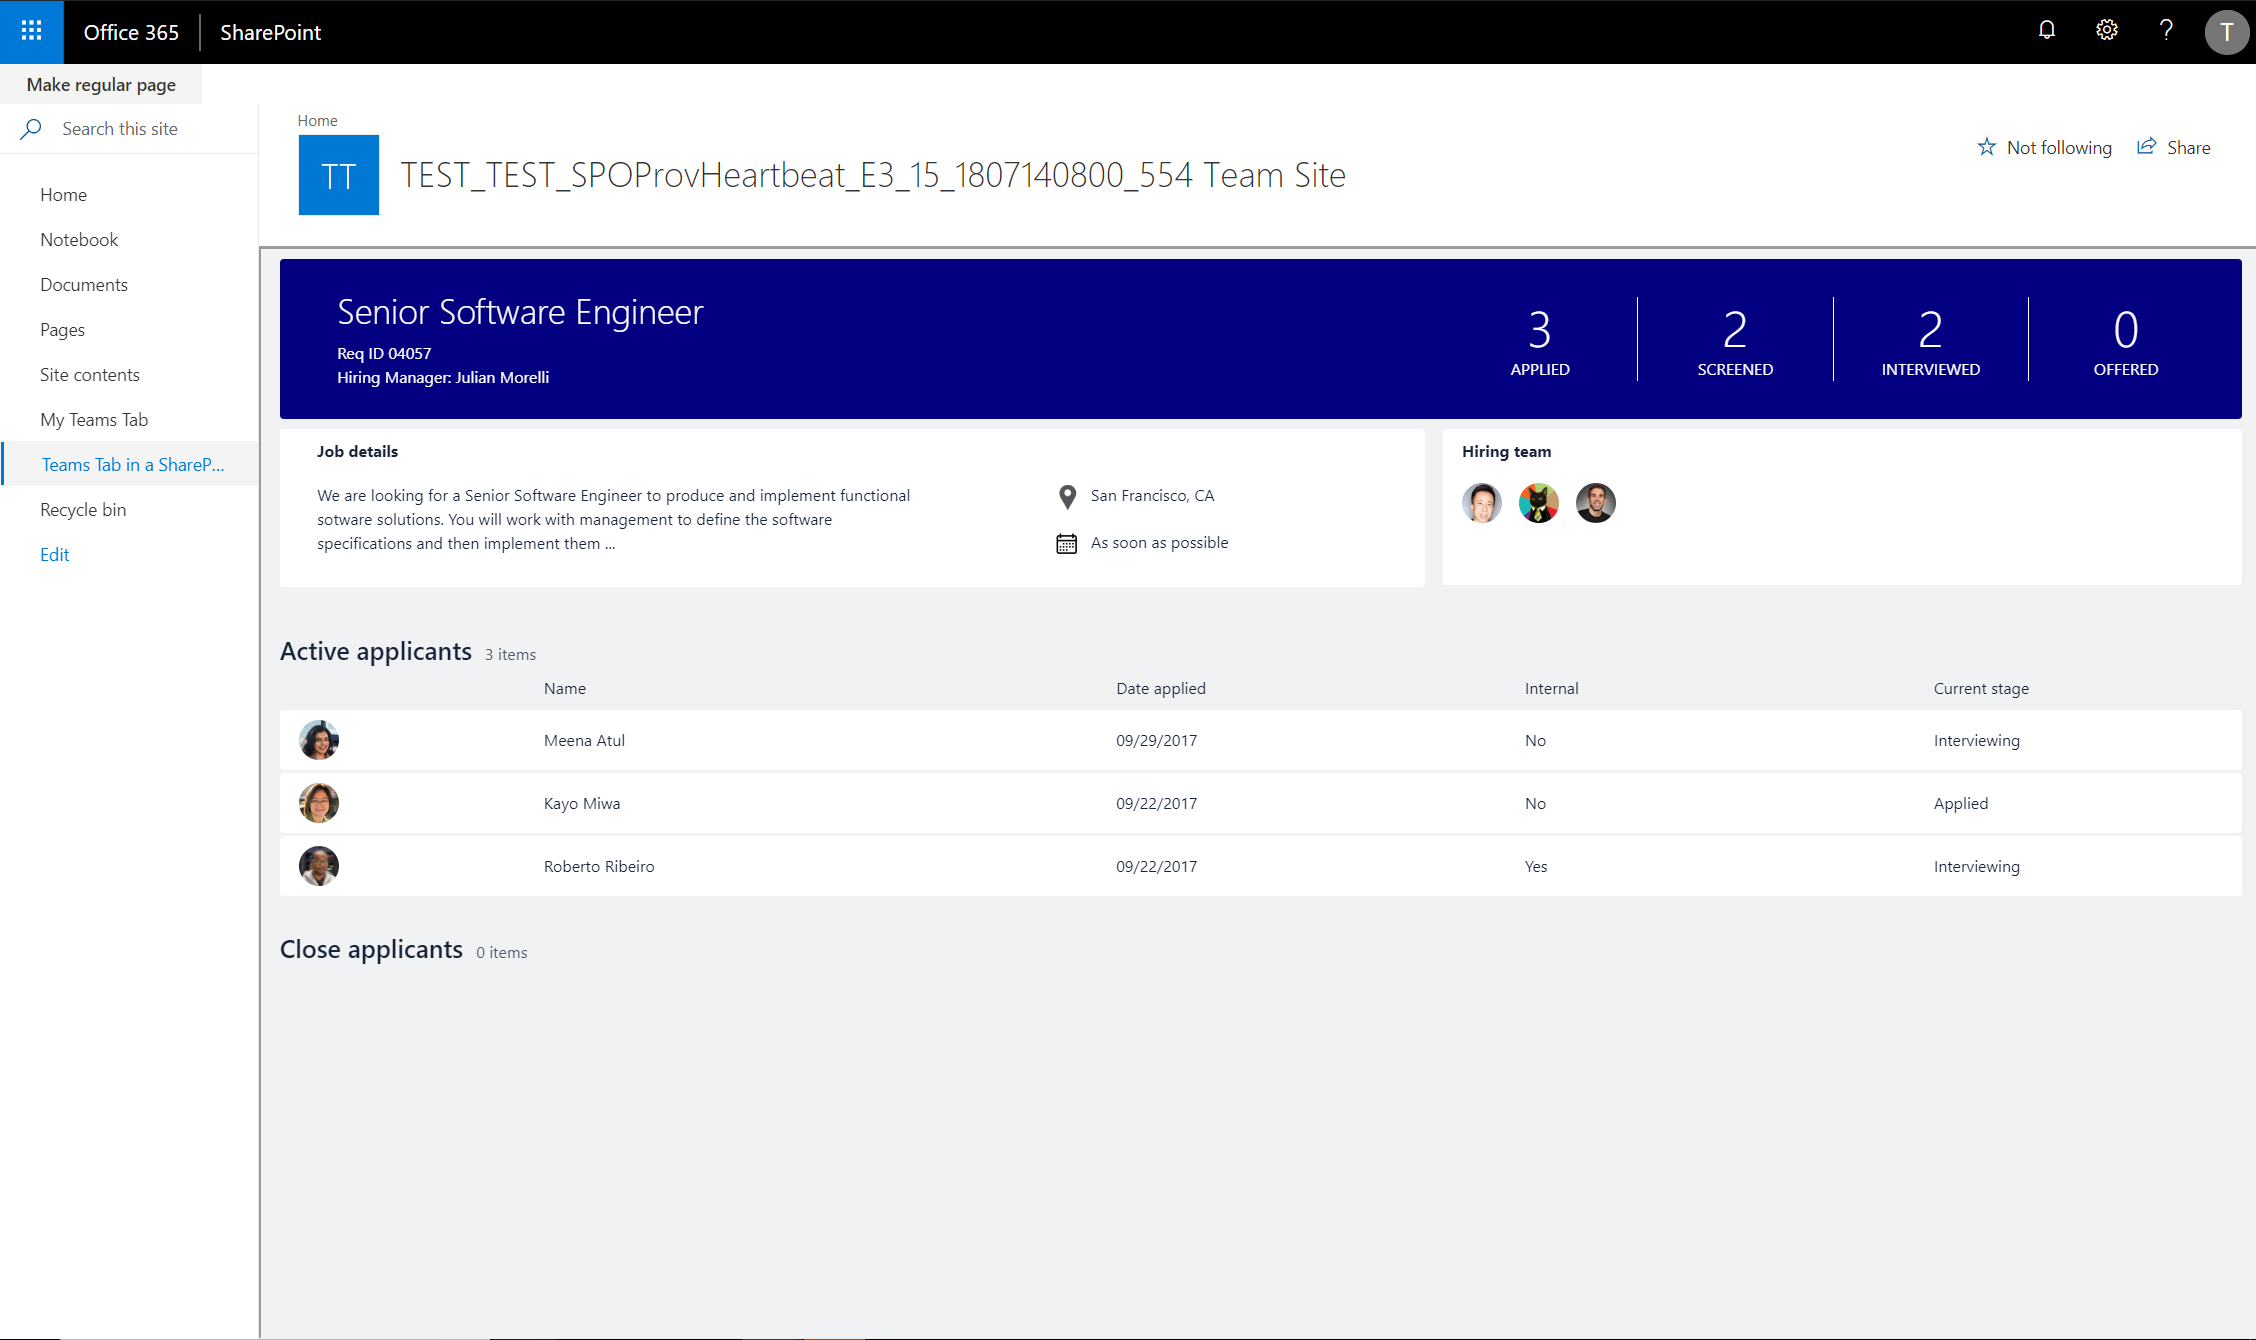 Office 365
SharePoint
T
Make regular page
Search this site
Home
Notebook
Documents
Pages
Site contents
My Teams Tab
Teams Tab in a ShareP...
Recycle bin
Edit
Home
TT
TEST_TEST_SPOProvHeartbeat_E3_15_1807140800_554 Team Site
Not following
Share
Senior Software Engineer
Req ID 04057
Hiring Manager: Julian Morelli
3
APPLIED
2
SCREENED
2
INTERVIEWED
0
OFFERED
Job details
We are looking for a Senior Software Engineer to produce and implement functional
sotware solutions. You will work with management to define the software
specifications and then implement them ...
San Francisco, CA
As soon as possible
Hiring team
Active applicants 3 items
Name Date applied Internal Current stage
Meena Atul 09/29/2017 No Interviewing
Kayo Miwa 09/22/2017 No Applied
Roberto Ribeiro 09/22/2017 Yes Interviewing
Close applicants 0 items